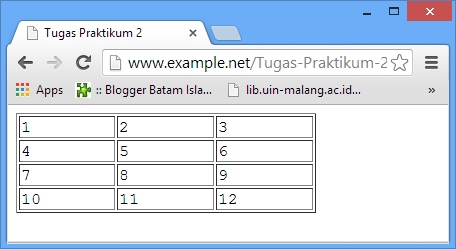 Tugas Praktikum 2
www.example.net/Tugas-Praktikum-2
Apps :: Blogger Batam Isla... lib.uin-malang.ac.id... »
1 2 3
4 5 6
7 8 9
10 11 12